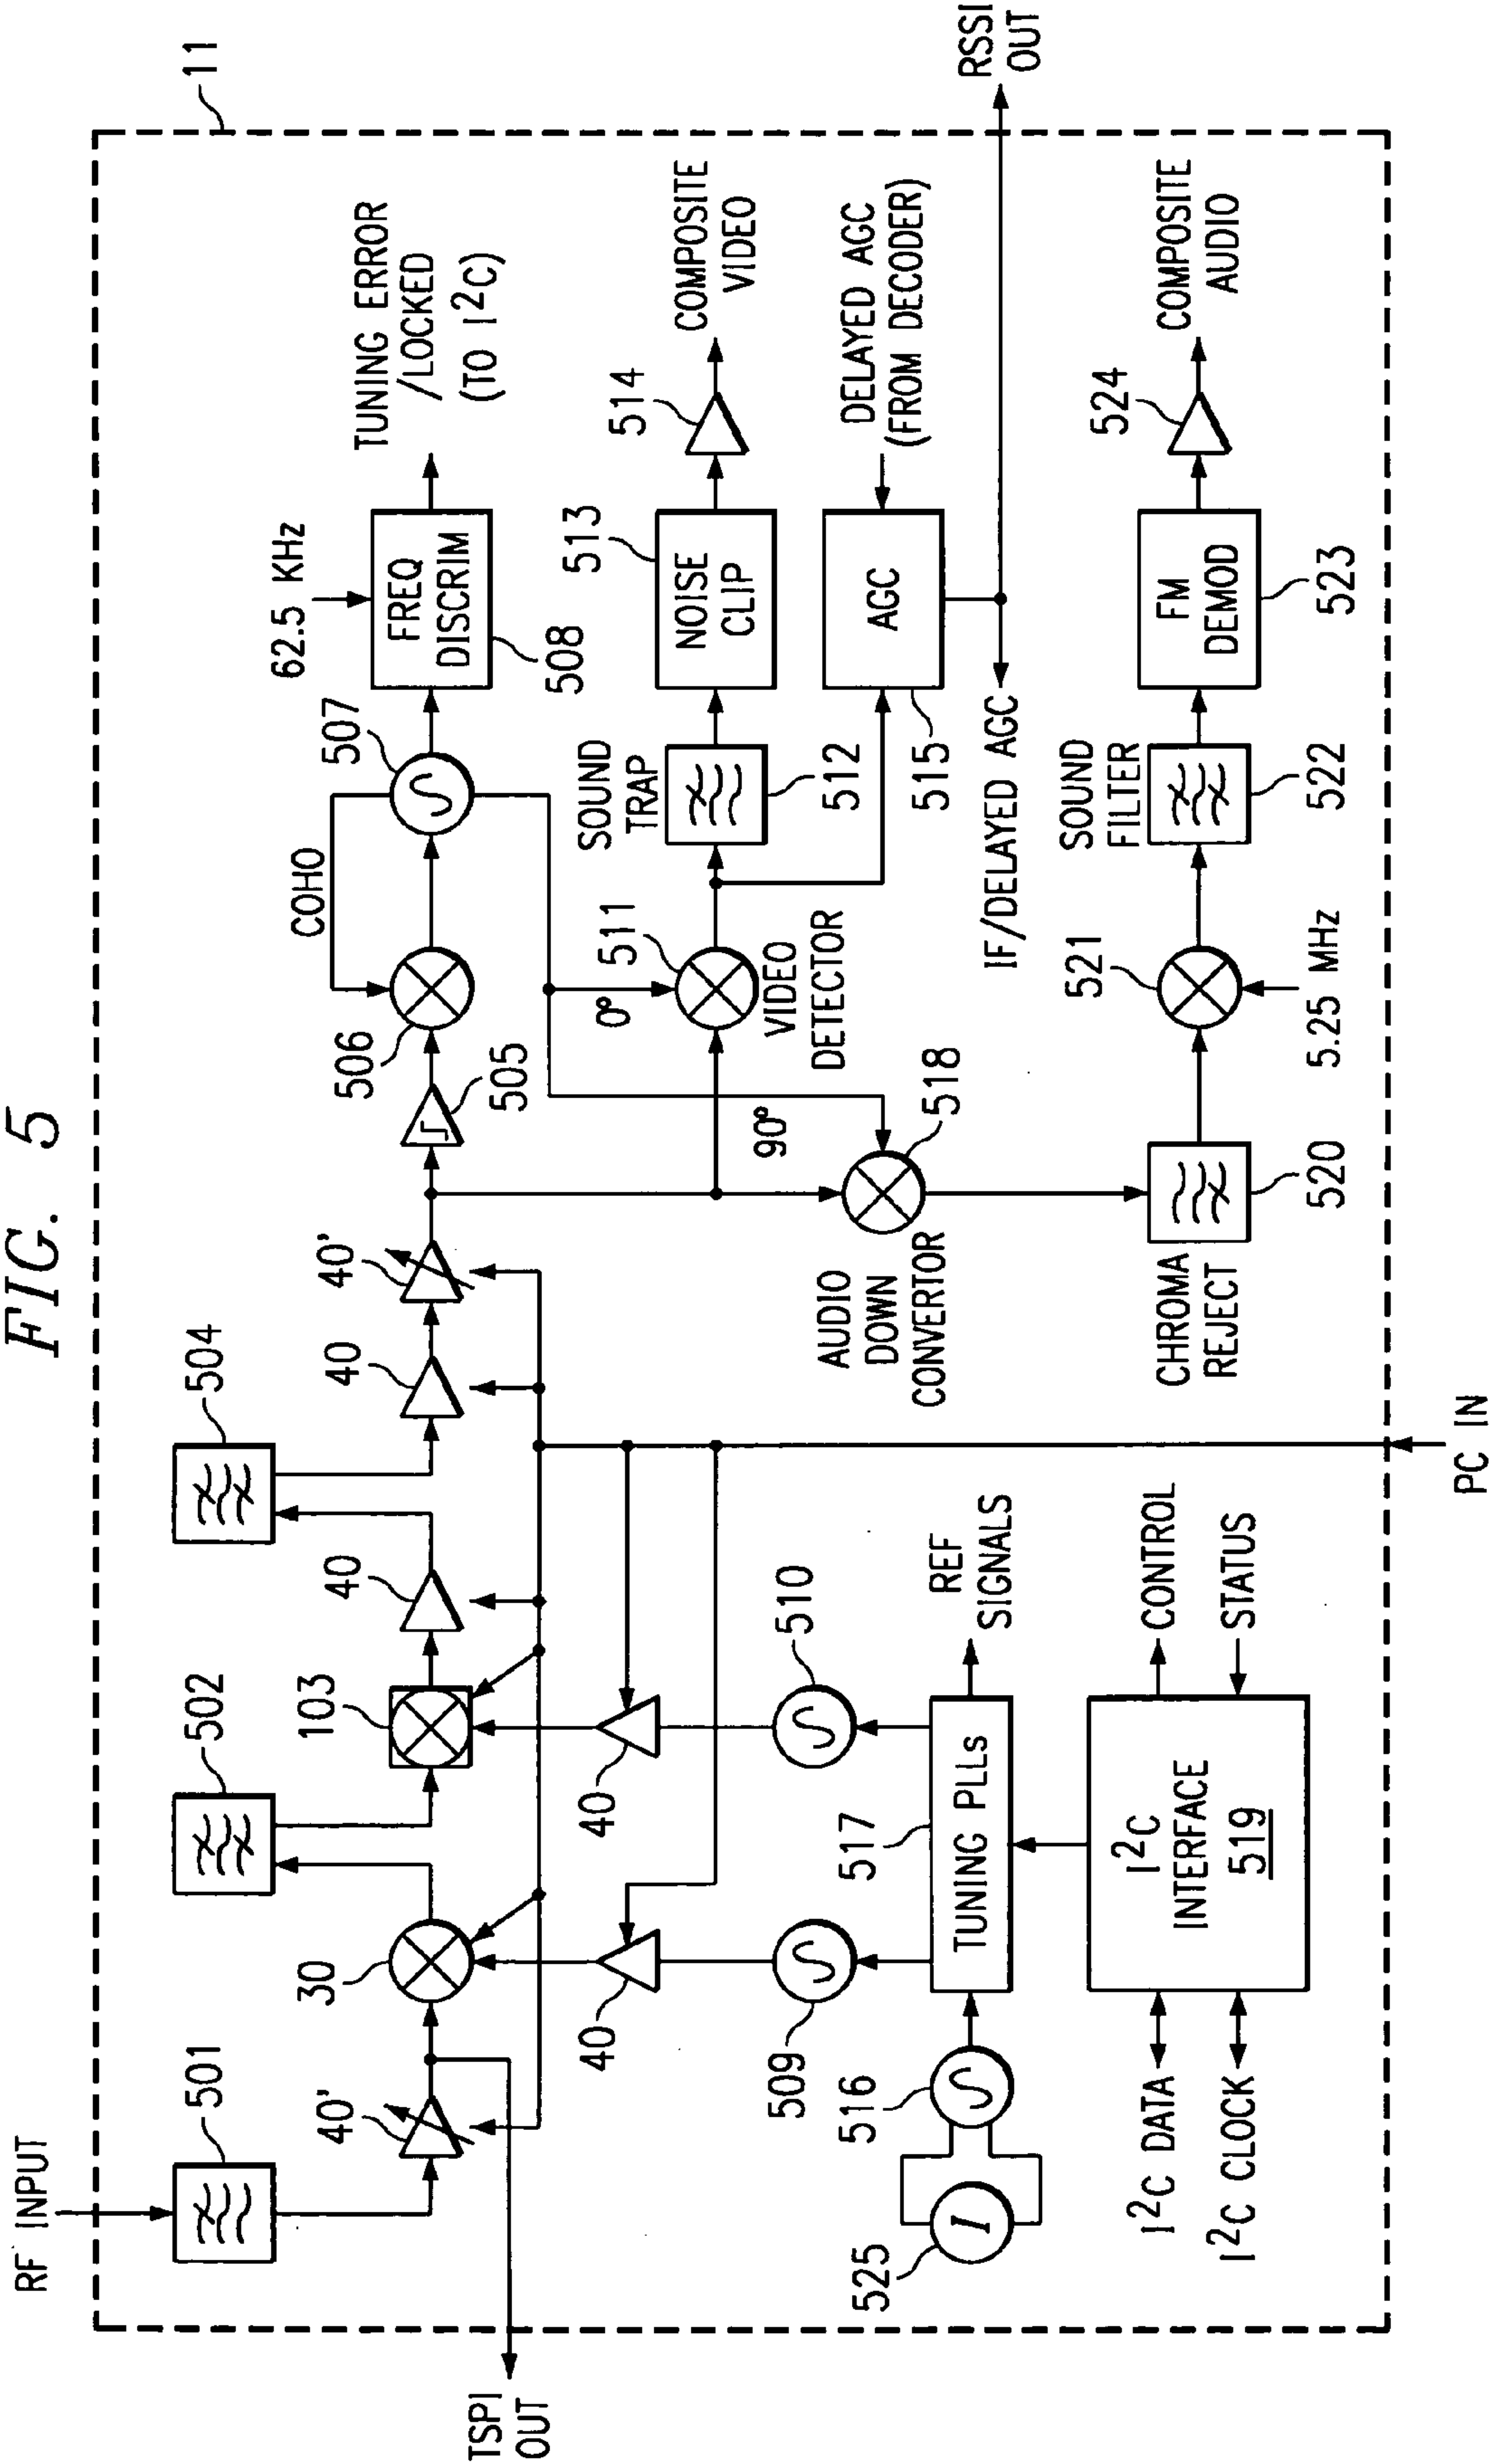 FIG. 5
RF INPUT
501
502
504
11
40'
30
103
40
40
40'
505
506
COHO
507
62.5 KHz
FREQ
DISCRIM
508
TUNING ERROR
/LOCKED
(TO I²C)
TSPI
OUT
40
40
509
510
0°
90°
511
VIDEO
DETECTOR
SOUND
TRAP
512
NOISE
CLIP
513
514
COMPOSITE
VIDEO
AGC
515
DELAYED AGC
(FROM DECODER)
IF/DELAYED AGC
RSSI
OUT
AUDIO
DOWN
CONVERTOR
518
525
516
517
TUNING PLLs
REF
SIGNALS
CHROMA
REJECT
520
521
5.25 MHz
SOUND
FILTER
522
FM
DEMOD
523
524
COMPOSITE
AUDIO
I²C DATA
I²C CLOCK
I²C
INTERFACE
519
CONTROL
STATUS
PC IN